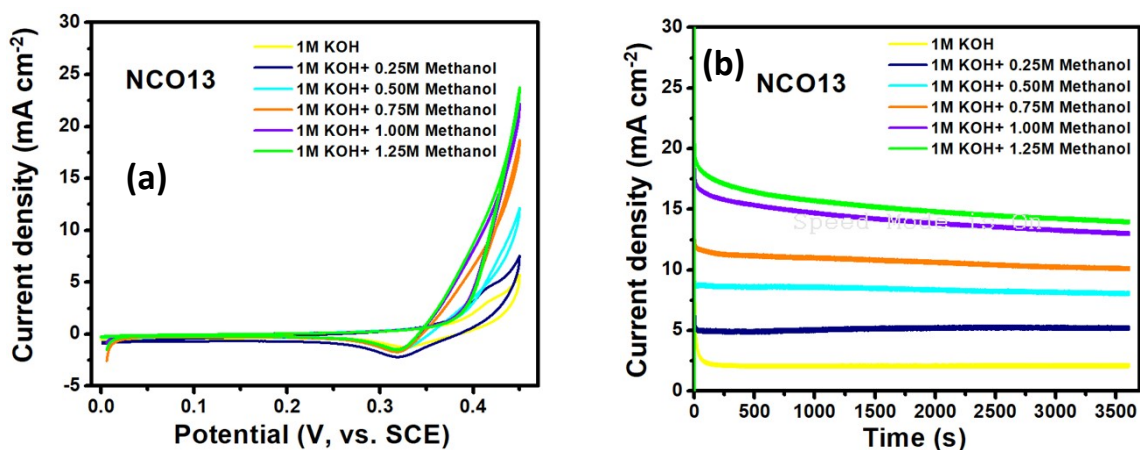 30
25
20
15
10
5
0
-5
Current density (mA cm-2)
NCO13
(a)
1M KOH
1M KOH+ 0.25M Methanol
1M KOH+ 0.50M Methanol
1M KOH+ 0.75M Methanol
1M KOH+ 1.00M Methanol
1M KOH+ 1.25M Methanol
0.0 0.1 0.2 0.3 0.4
Potential (V, vs. SCE)
30
25
20
15
10
5
0
Current density (mA cm-2)
(b)
NCO13
1M KOH
1M KOH+ 0.25M Methanol
1M KOH+ 0.50M Methanol
1M KOH+ 0.75M Methanol
1M KOH+ 1.00M Methanol
1M KOH+ 1.25M Methanol
Speed Mode is On
0 500 1000 1500 2000 2500 3000 3500
Time (s)